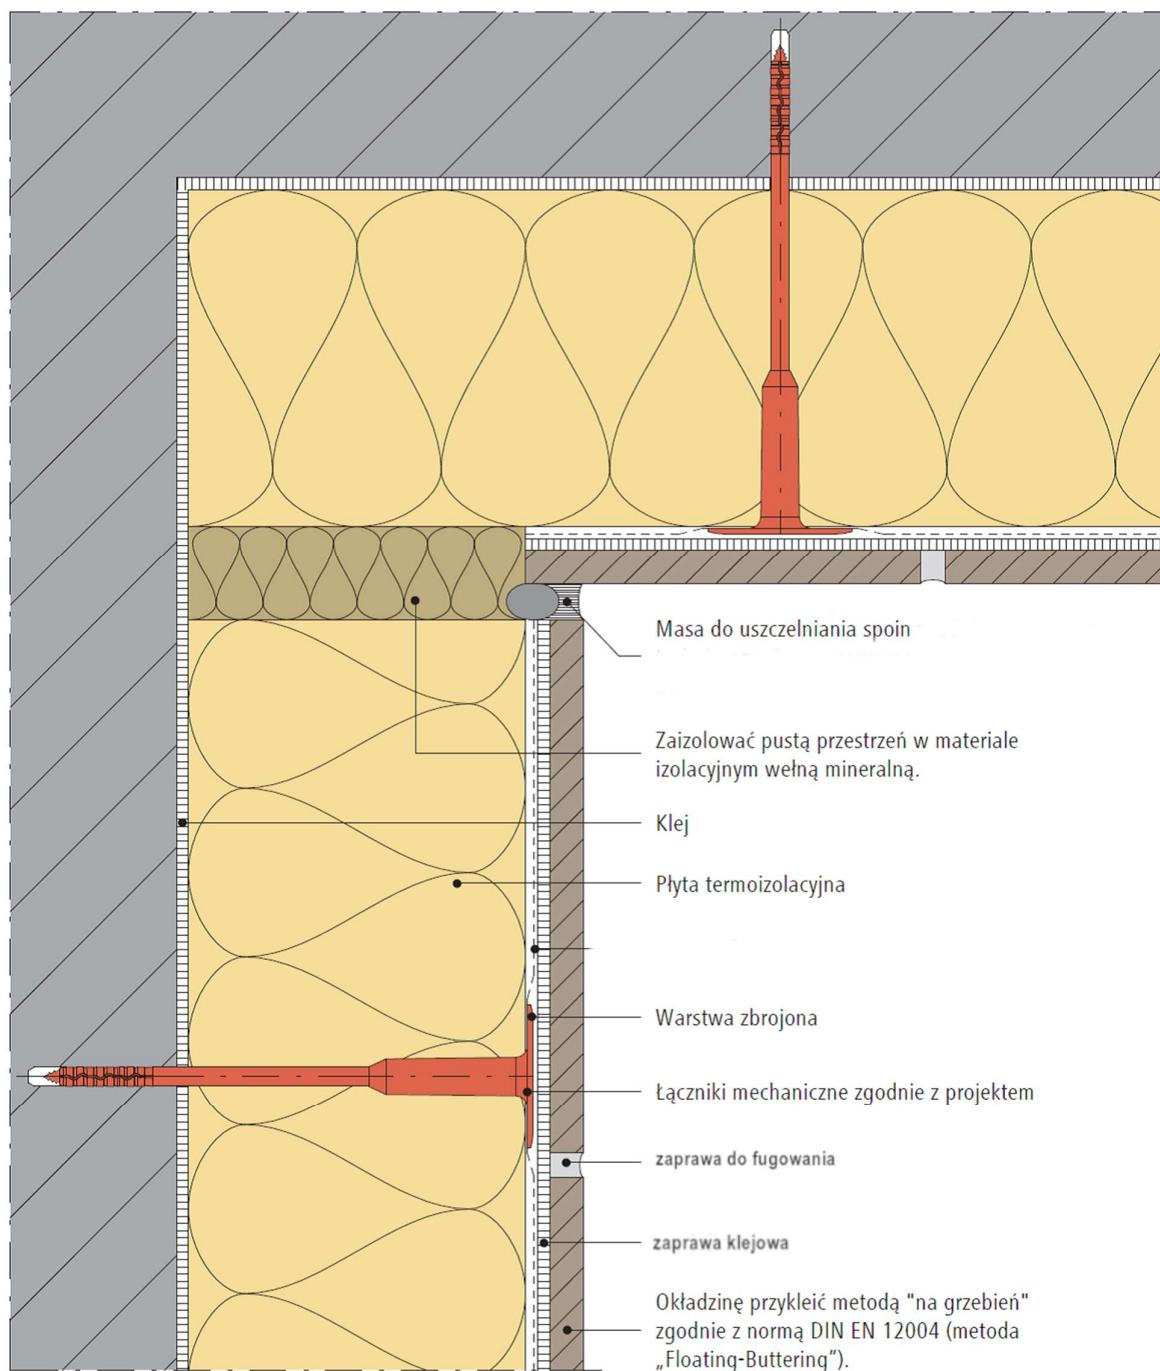 Masa do uszczelniania spoin
Zaizolować pustą przestrzeń w materiale
izolacyjnym wełną mineralną.
Klej
Płyta termoizolacyjna
Warstwa zbrojona
Łączniki mechaniczne zgodnie z projektem
zaprawa do fugowania
zaprawa klejowa
Okładzinę przykleić metodą "na grzebień"
zgodnie z normą DIN EN 12004 (metoda
„Floating-Buttering”).